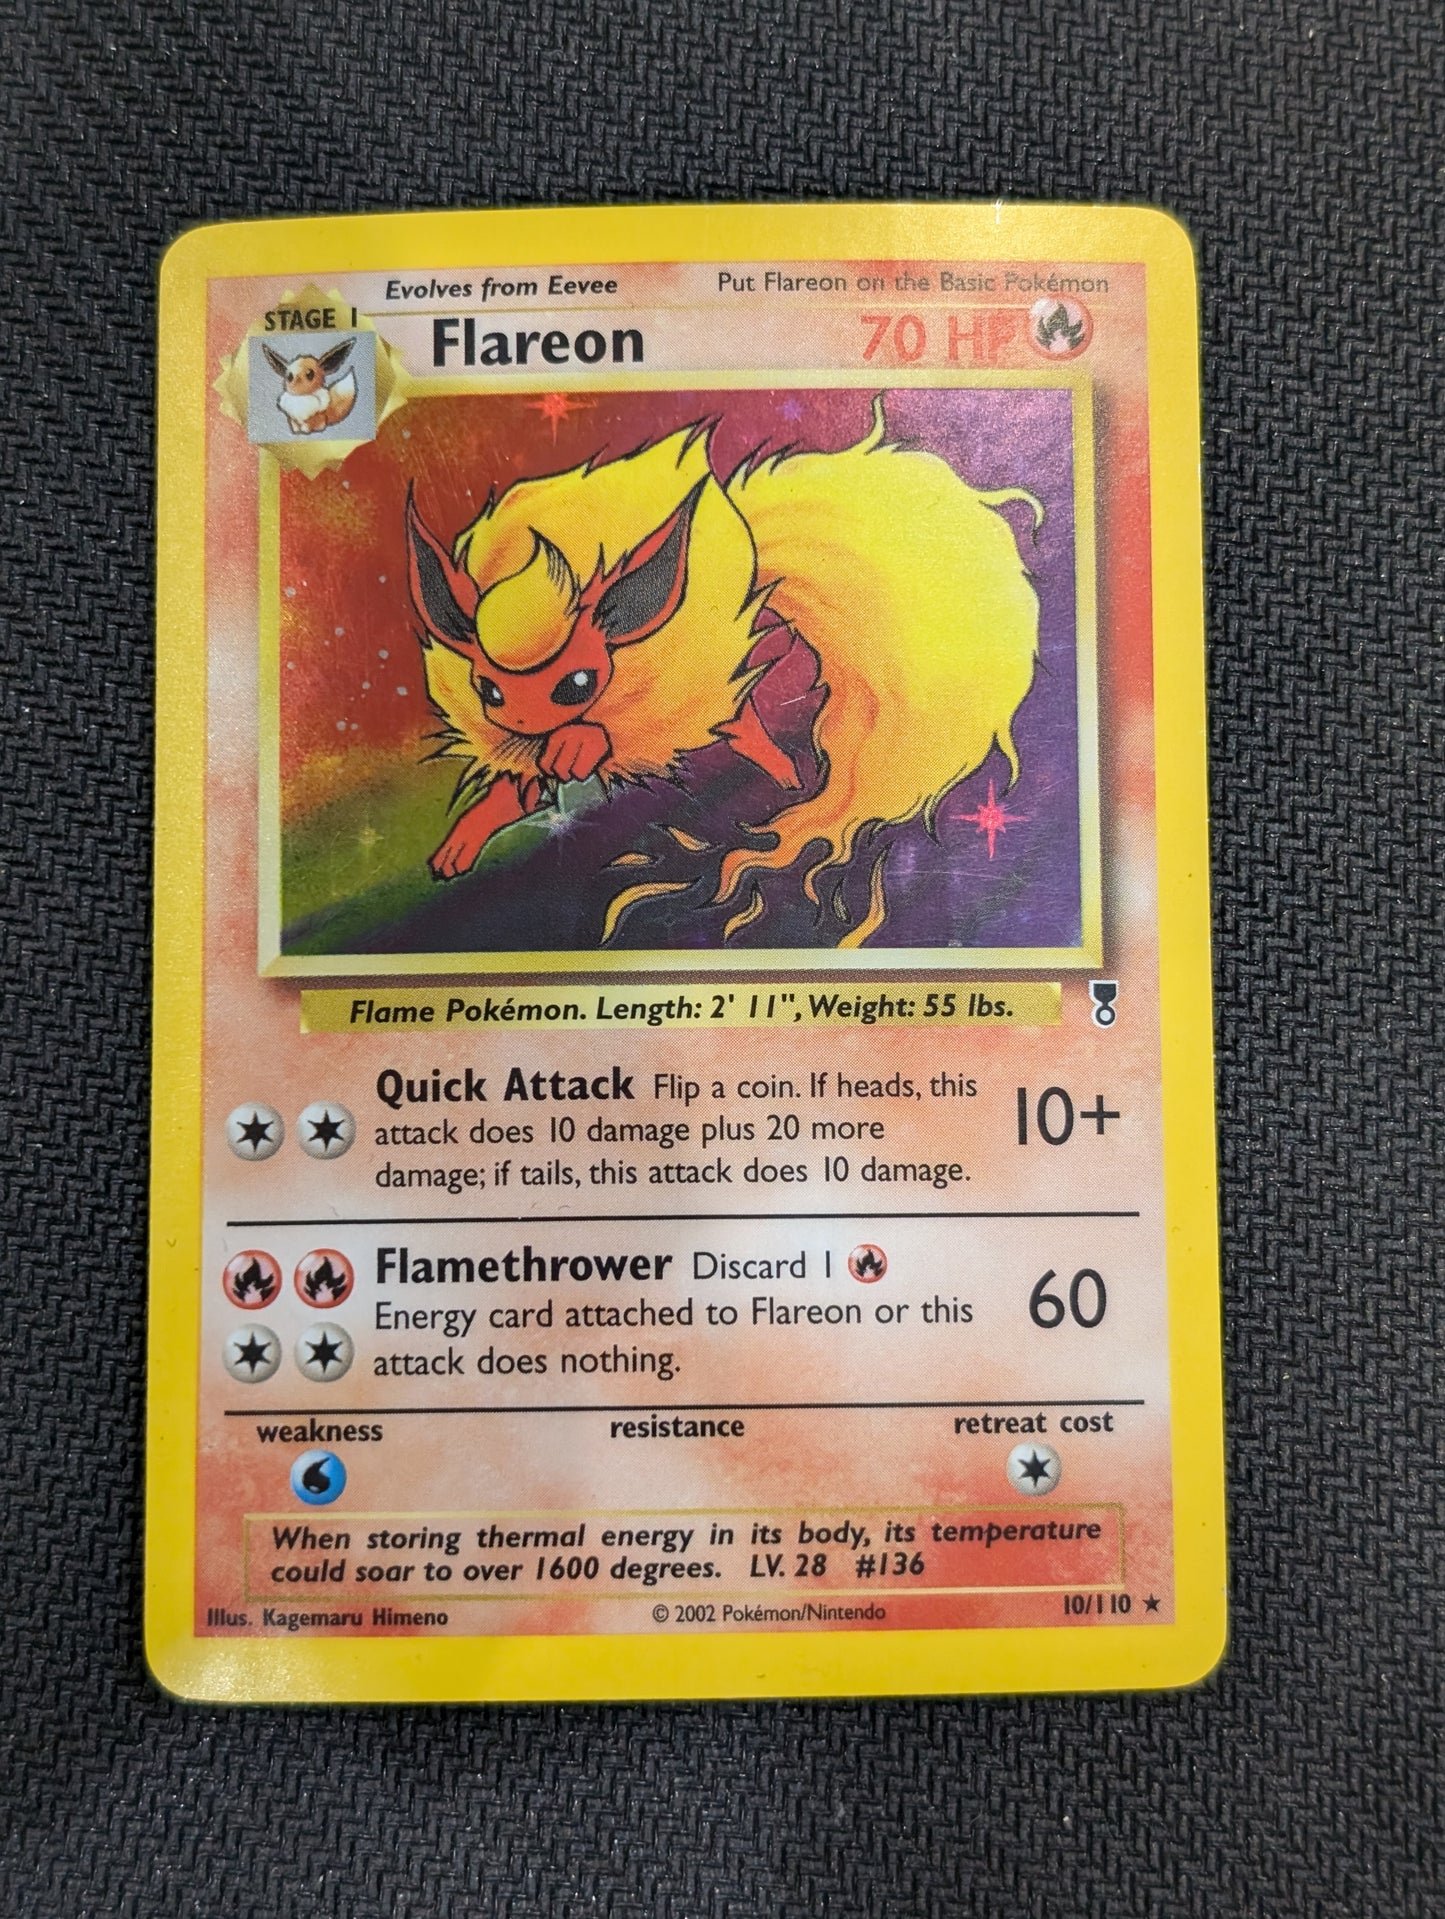 Evolves from Eevee Put Flareon on the Basic Pokémon
STAGE 1
Flareon 70 HP
Flame Pokémon. Length: 2' 11", Weight: 55 lbs.
Quick Attack Flip a coin. If heads, this
attack does 10 damage plus 20 more
damage; if tails, this attack does 10 damage.
10+
Flamethrower Discard 1
Energy card attached to Flareon or this
attack does nothing.
60
weakness resistance retreat cost
When storing thermal energy in its body, its temperature
could soar to over 1600 degrees. LV. 28 #136
Illus. Kagemaru Himeno © 2002 Pokémon/Nintendo 10/110 ★